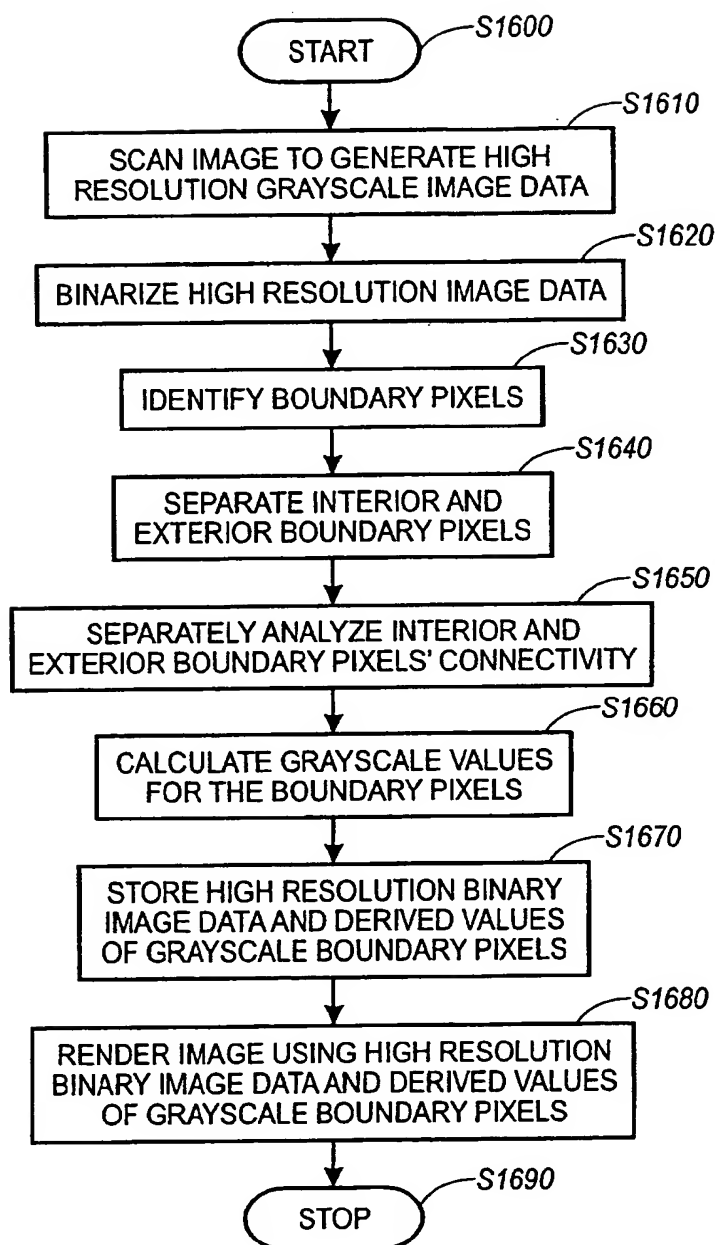 START
S1600
S1610
SCAN IMAGE TO GENERATE HIGH
RESOLUTION GRAYSCALE IMAGE DATA
S1620
BINARIZE HIGH RESOLUTION IMAGE DATA
S1630
IDENTIFY BOUNDARY PIXELS
S1640
SEPARATE INTERIOR AND
EXTERIOR BOUNDARY PIXELS
S1650
SEPARATELY ANALYZE INTERIOR AND
EXTERIOR BOUNDARY PIXELS' CONNECTIVITY
S1660
CALCULATE GRAYSCALE VALUES
FOR THE BOUNDARY PIXELS
S1670
STORE HIGH RESOLUTION BINARY
IMAGE DATA AND DERIVED VALUES
OF GRAYSCALE BOUNDARY PIXELS
S1680
RENDER IMAGE USING HIGH RESOLUTION
BINARY IMAGE DATA AND DERIVED VALUES
OF GRAYSCALE BOUNDARY PIXELS
S1690
STOP